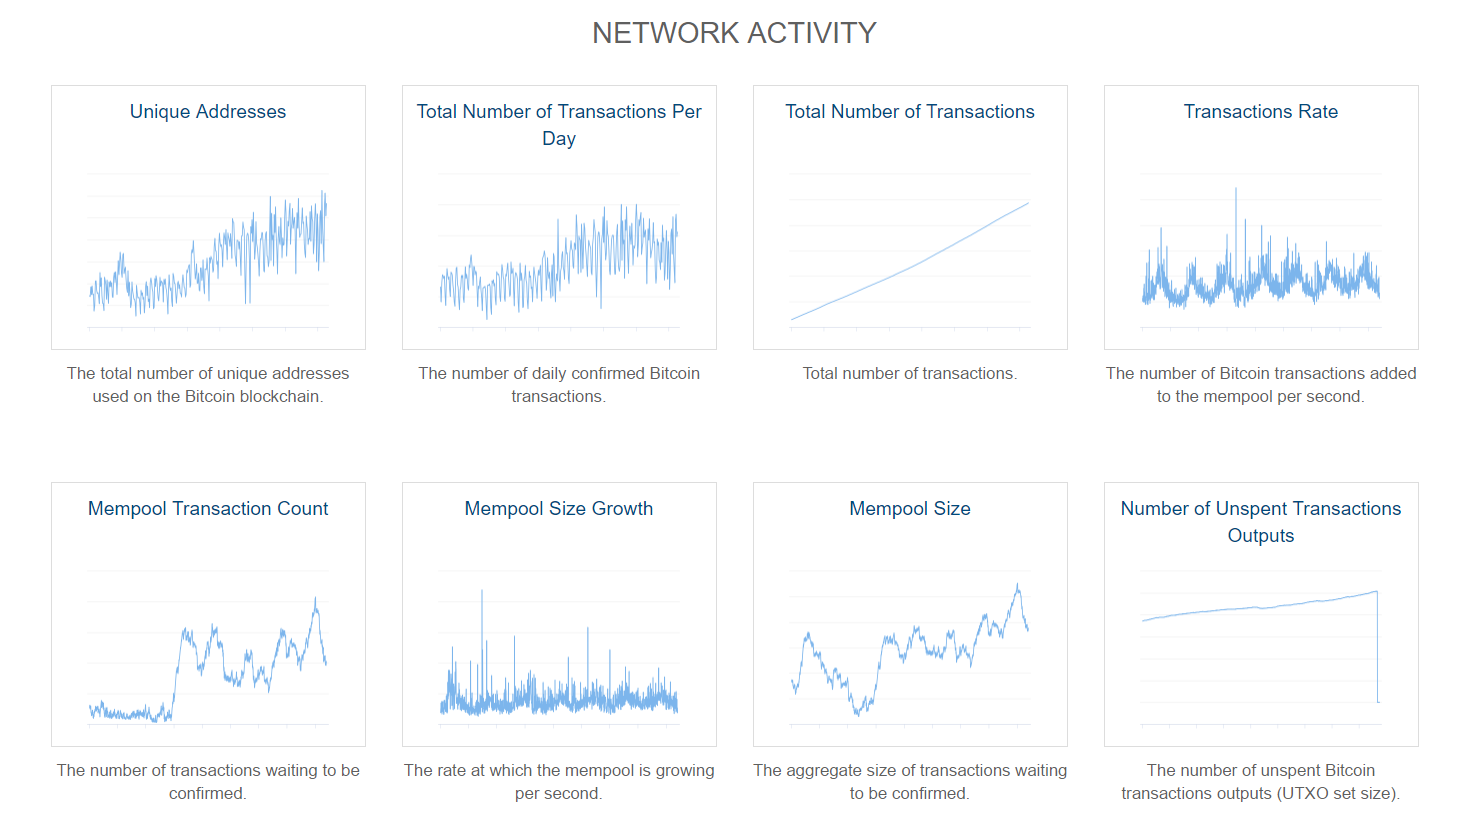 NETWORK ACTIVITY
Unique Addresses
The total number of unique addresses
used on the Bitcoin blockchain.
Total Number of Transactions Per
Day
The number of daily confirmed Bitcoin
transactions.
Total Number of Transactions
Total number of transactions.
Transactions Rate
The number of Bitcoin transactions added
to the mempool per second.
Mempool Transaction Count
The number of transactions waiting to be
confirmed.
Mempool Size Growth
The rate at which the mempool is growing
per second.
Mempool Size
The aggregate size of transactions waiting
to be confirmed.
Number of Unspent Transactions
Outputs
The number of unspent Bitcoin
transactions outputs (UTXO set size).